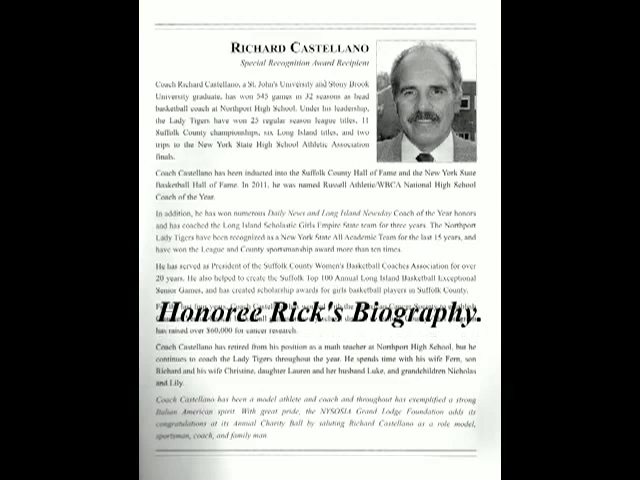 RICHARD CASTELLANO
Special Recognition Award Recipient
Coach Richard Castellano, a St. John's University and Stony Brook
University graduate, has won 545 games in 32 seasons as head
basketball coach at Northport High School. Under his leadership,
the Lady Tigers have won 25 regular season league titles, 11
Suffolk County championships, six Long Island titles, and two
trips to the New York State High School Athletic Association
finals.
Coach Castellano has been inducted into the Suffolk County Hall of Fame and the New York State
Basketball Hall of Fame. In 2011, he was named Russell Athletic/WBCA National High School
Coach of the Year.
In addition, he has won numerous Daily News and Long Island Newsday Coach of the Year honors
and has coached the Long Island Scholastic Girls Empire State team for three years. The Northport
Lady Tigers have been recognized as a New York State All Academic Team for the last 15 years, and
have won the League and County sportsmanship award more than ten times.
He has served as President of the Suffolk County Women's Basketball Coaches Association for over
20 years. He also helped to create the Suffolk Top 100 Annual Long Island Basketball Exceptional
Senior Games, and has created scholarship awards for girls basketball players in Suffolk County.
Honoree Rick's Biography.
has raised over $60,000 for cancer research.
Coach Castellano has retired from his position as a math teacher at Northport High School, but he
continues to coach the Lady Tigers throughout the year. He spends time with his wife Fern, son
Richard and his wife Christine, daughter Lauren and her husband Luke, and grandchildren Nicholas
and Lily.
Coach Castellano has been a model athlete and coach and throughout has exemplified a strong
Italian American spirit. With great pride, the NYSOSIA Grand Lodge Foundation adds its
congratulations at its Annual Charity Ball by saluting Richard Castellano as a role model,
sportsman, coach, and family man.